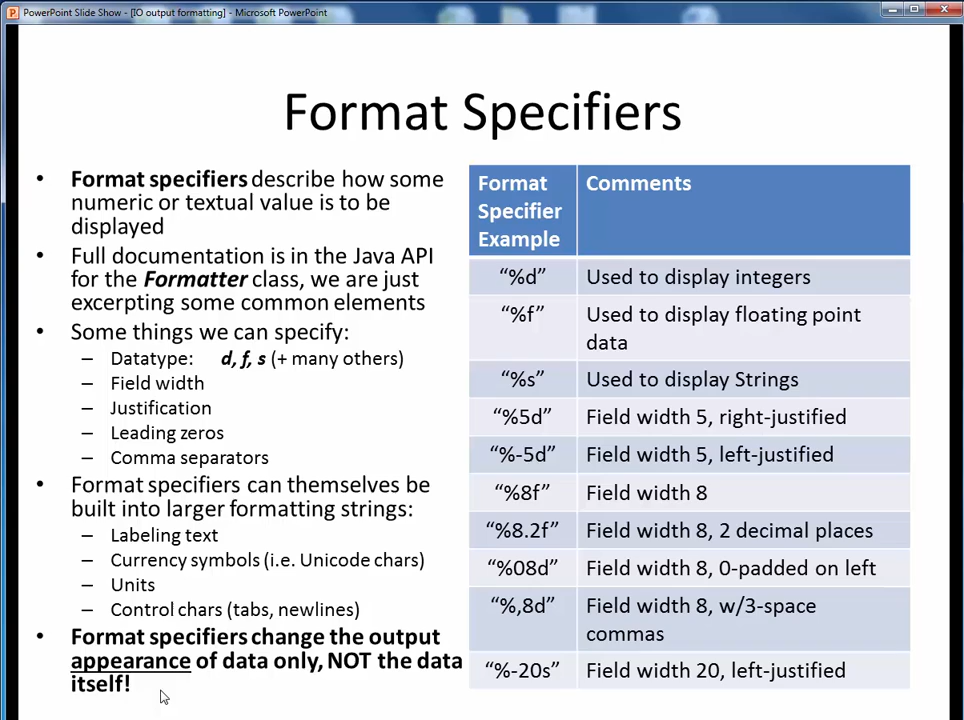 PowerPoint Slide Show - [IO output formatting] - Microsoft PowerPoint
Format Specifiers
• Format specifiers describe how some
numeric or textual value is to be
displayed
• Full documentation is in the Java API
for the Formatter class, we are just
excerpting some common elements
• Some things we can specify:
– Datatype: d, f, s (+ many others)
– Field width
– Justification
– Leading zeros
– Comma separators
• Format specifiers can themselves be
built into larger formatting strings:
– Labeling text
– Currency symbols (i.e. Unicode chars)
– Units
– Control chars (tabs, newlines)
• Format specifiers change the output
appearance of data only, NOT the data
itself!
Format
Specifier
Example
Comments
“%d”
Used to display integers
“%f”
Used to display floating point
data
“%s”
Used to display Strings
“%5d”
Field width 5, right-justified
“%-5d”
Field width 5, left-justified
“%8f”
Field width 8
“%8.2f”
Field width 8, 2 decimal places
“%08d”
Field width 8, 0-padded on left
“%,8d”
Field width 8, w/3-space
commas
“%-20s”
Field width 20, left-justified